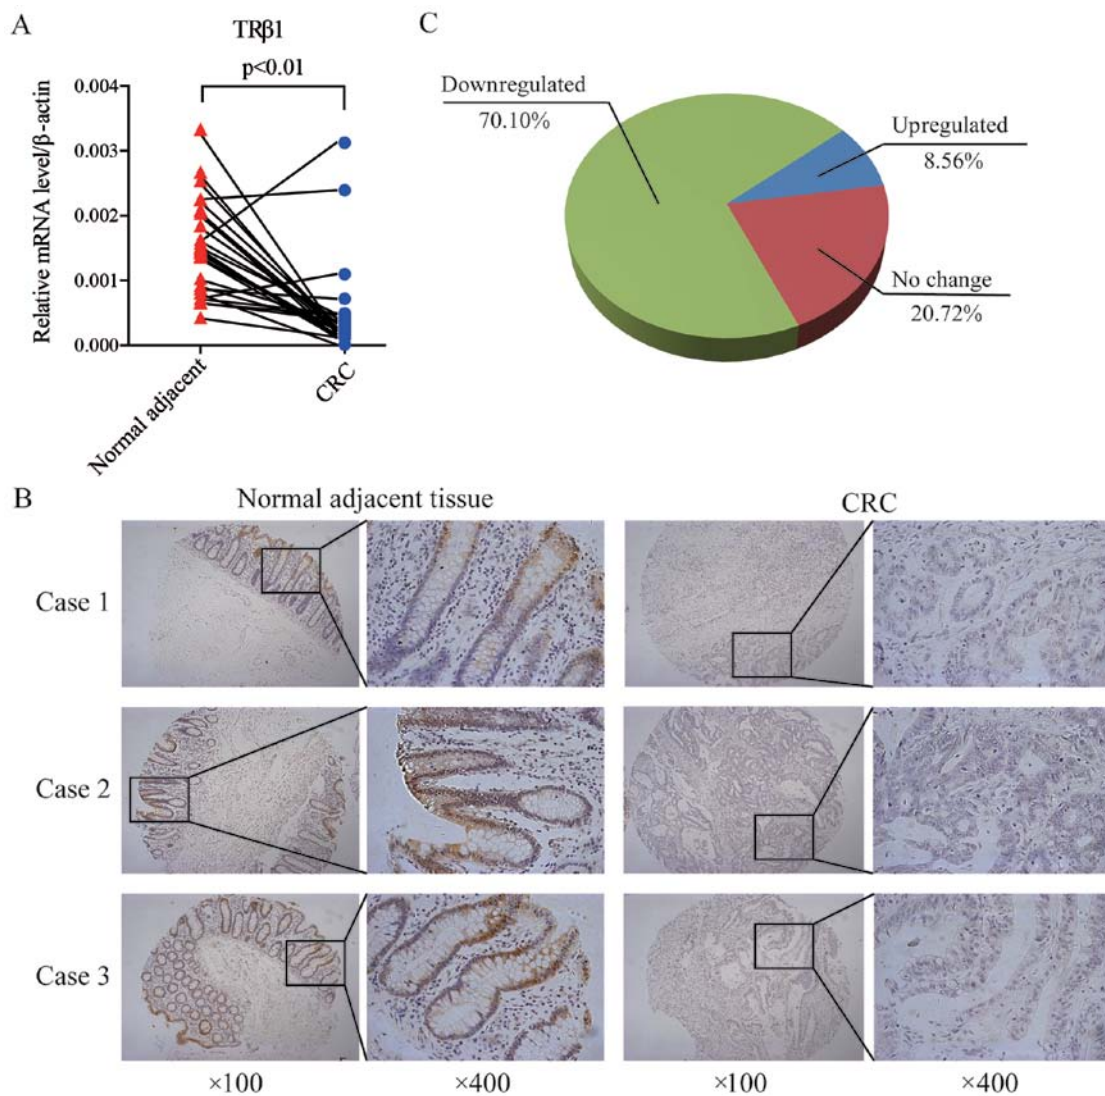 A
TRβ1
p<0.01
Relative mRNA level/β-actin
0.004
0.003
0.002
0.001
0.000
Normal adjacent
CRC
C
Downregulated
70.10%
Upregulated
8.56%
No change
20.72%
B
Normal adjacent tissue
CRC
Case 1
Case 2
Case 3
×100
×400
×100
×400